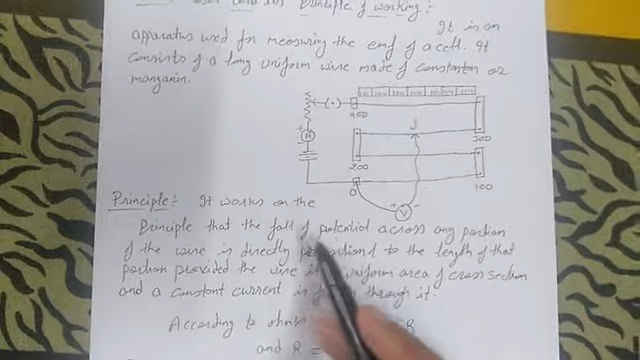 Principle of working :-
It is an
apparatus used for measuring the emf of a cell. It
consists of a long uniform wire made of constantan or
manganin.
400
J
300
200
100
0
V
Principle :- It works on the
Principle that the fall of potential across any portion
of the wire is directly proportional to the length of that
portion provided the wire is uniform area of cross section
and a constant current is through it.
According to ohms R
and R =